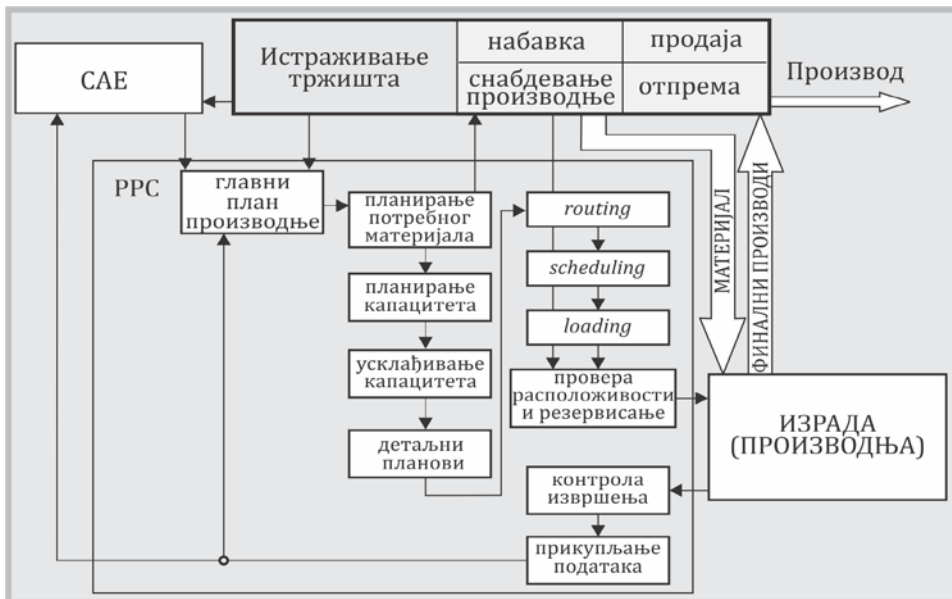 CAE
Истраживање
тржишта
набавка
продаја
снабдевање
производње
отпрема
Производ
PPC
главни
план
производње
планирање
потребног
материјала
планирање
капацитета
усклађивање
капацитета
детаљни
планови
routing
scheduling
loading
провера
расположивости
и резервисање
МАТЕРИЈАЛ
ФИНАЛНИ ПРОИЗВОДИ
ИЗРАДА
(ПРОИЗВОДЊА)
контрола
извршења
прикупљање
података